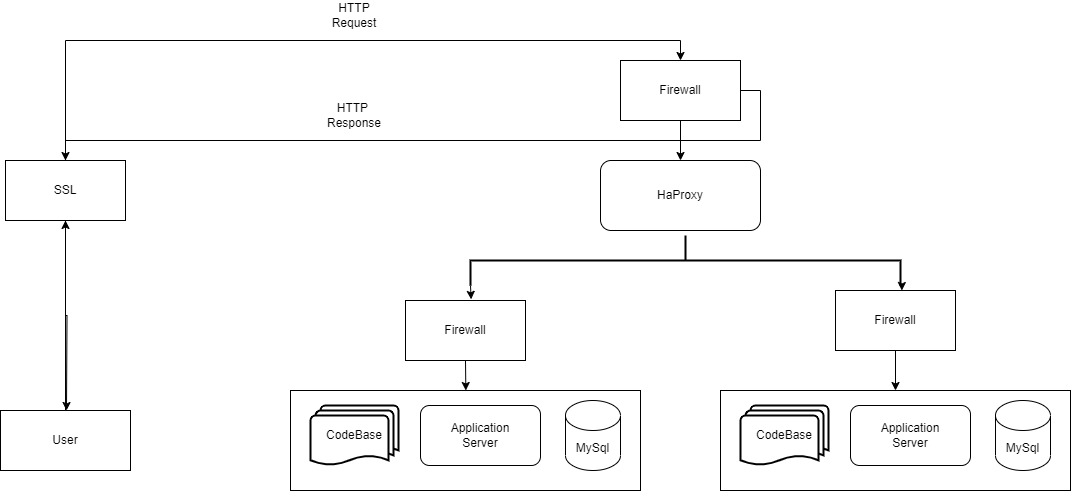 HTTP
Request
Firewall
HTTP
Response
SSL
HaProxy
Firewall
Firewall
User
CodeBase
Application
Server
MySql
CodeBase
Application
Server
MySql